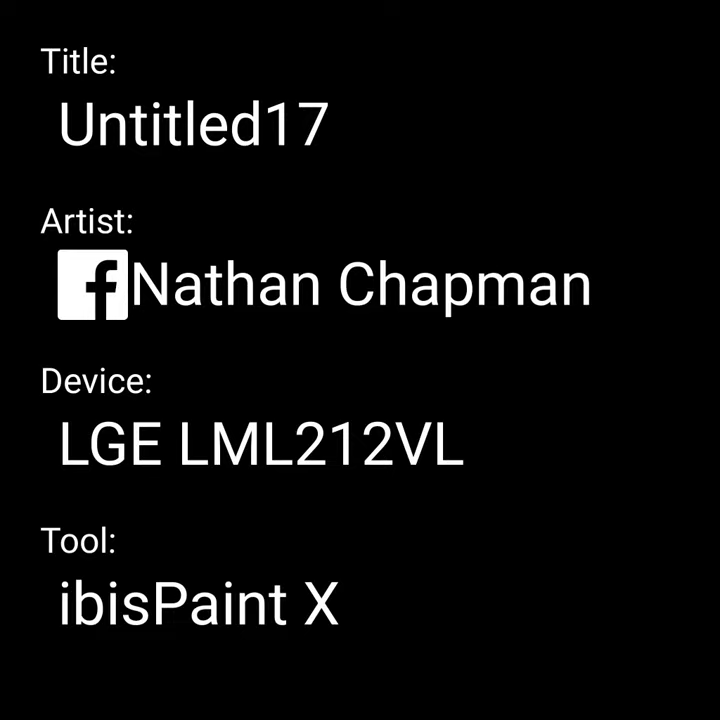 Title:
Untitled17
Artist:
Nathan Chapman
Device:
LGE LML212VL
Tool:
ibisPaint X